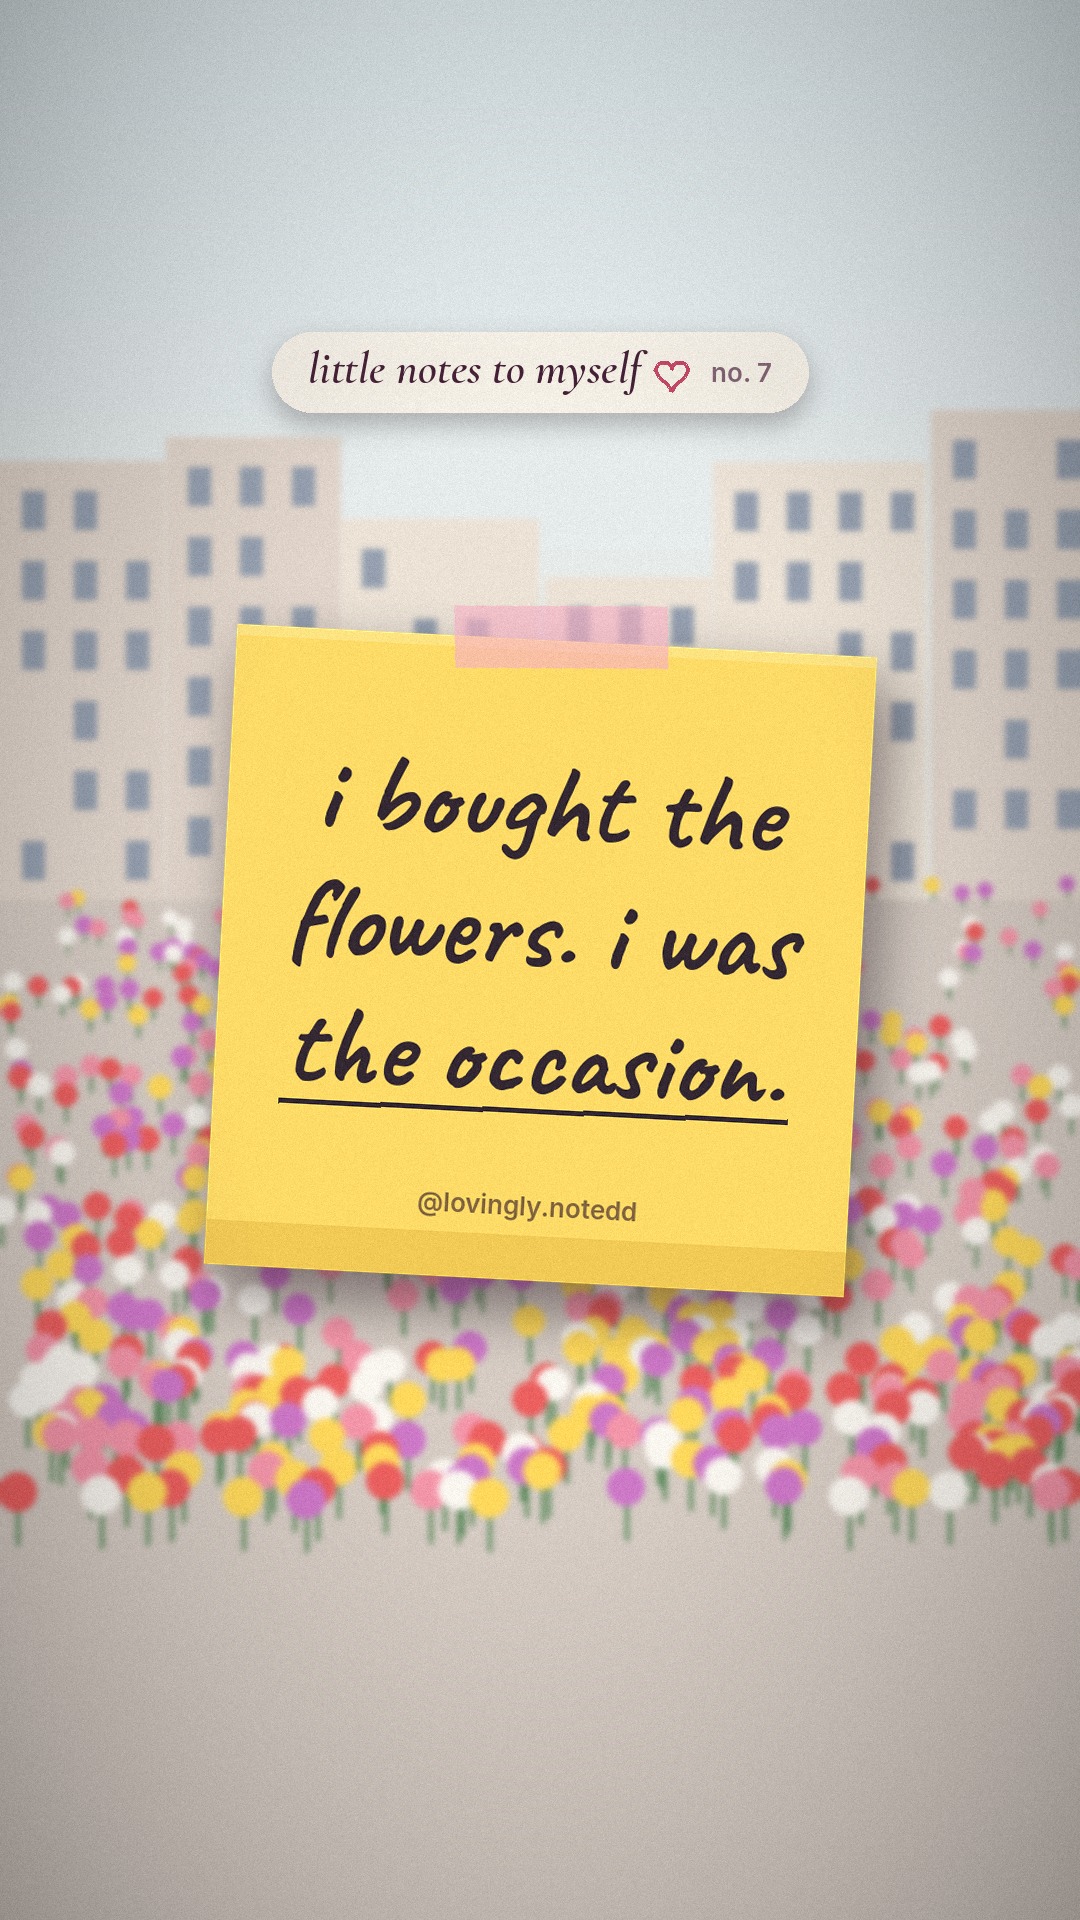 little notes to myself ♡ no. 7
i bought the
flowers. i was
the occasion.
@lovingly.notedd